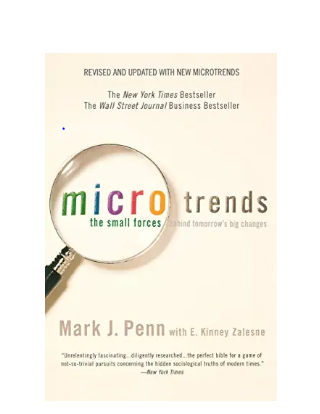 REVISED AND UPDATED WITH NEW MICROTRENDS
The New York Times Bestseller
The Wall Street Journal Business Bestseller
micro trends
the small forces behind tomorrow's big changes
Mark J. Penn with E. Kinney Zalesne
"Unrelentingly fascinating...diligently researched...the perfect bible for a game of
not-so-trivial pursuits concerning the hidden sociological truths of modern times."
—New York Times